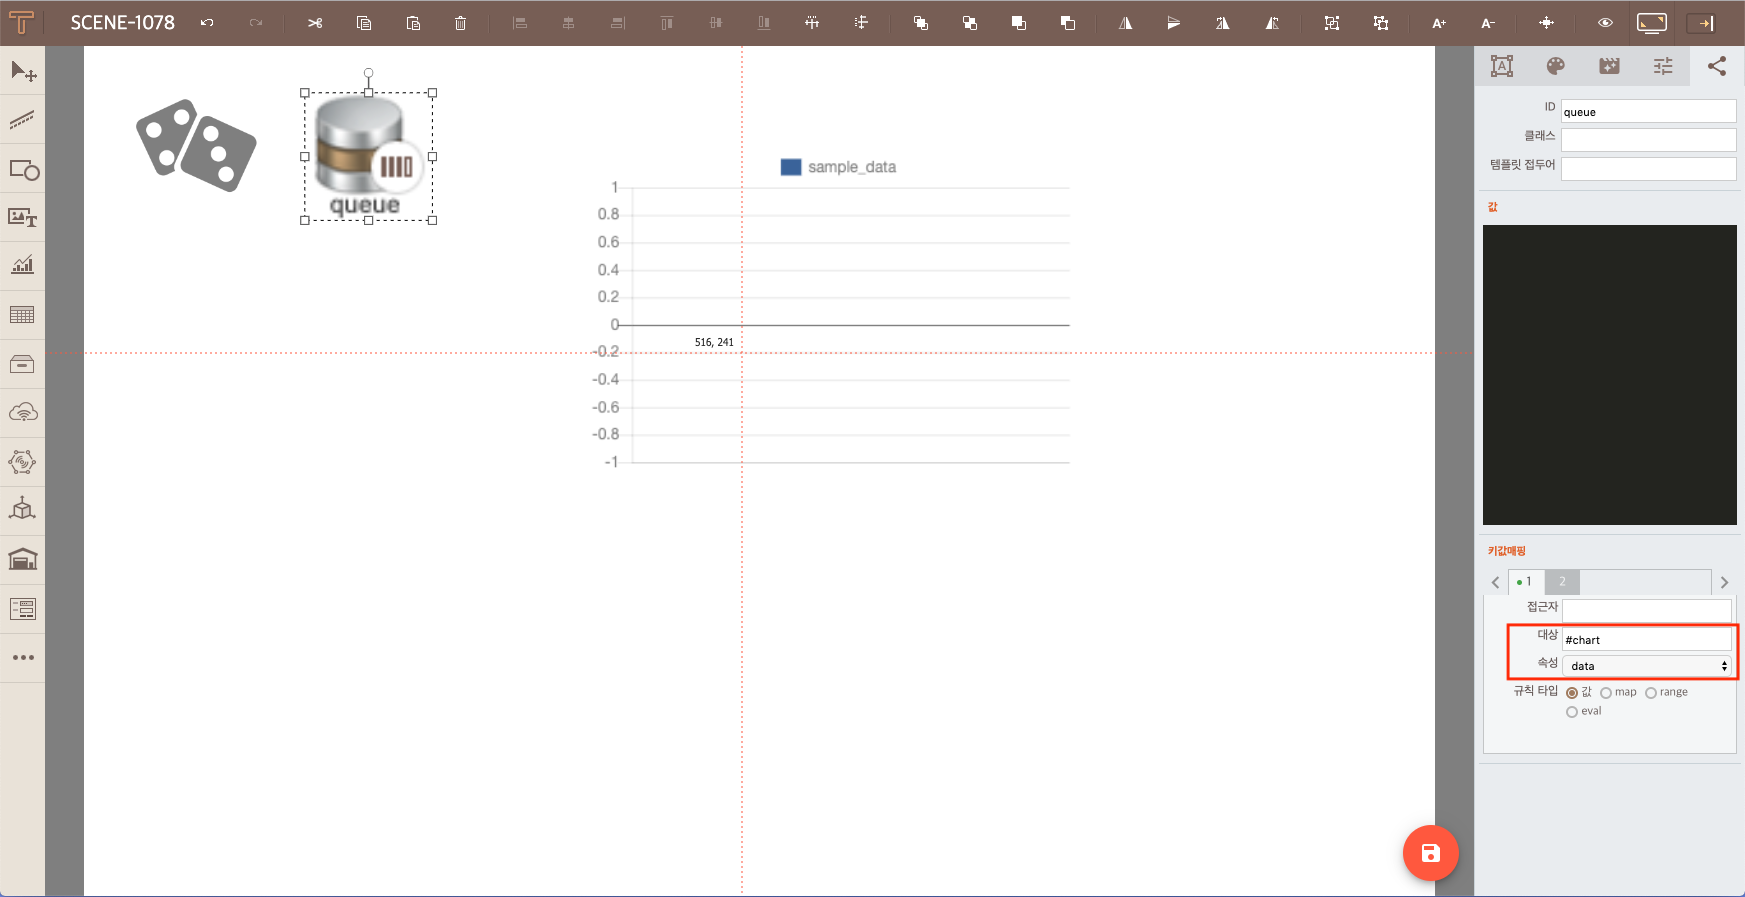 SCENE-1078
A+
A-
queue
sample_data
1
0.8
0.6
0.4
0.2
0
-0.2
-0.4
-0.6
-0.8
-1
516, 241
ID
queue
클래스
템플릿 접두어
값
키값매핑
1
2
접근자
대상
#chart
속성
data
규칙 타입
값
map
range
eval